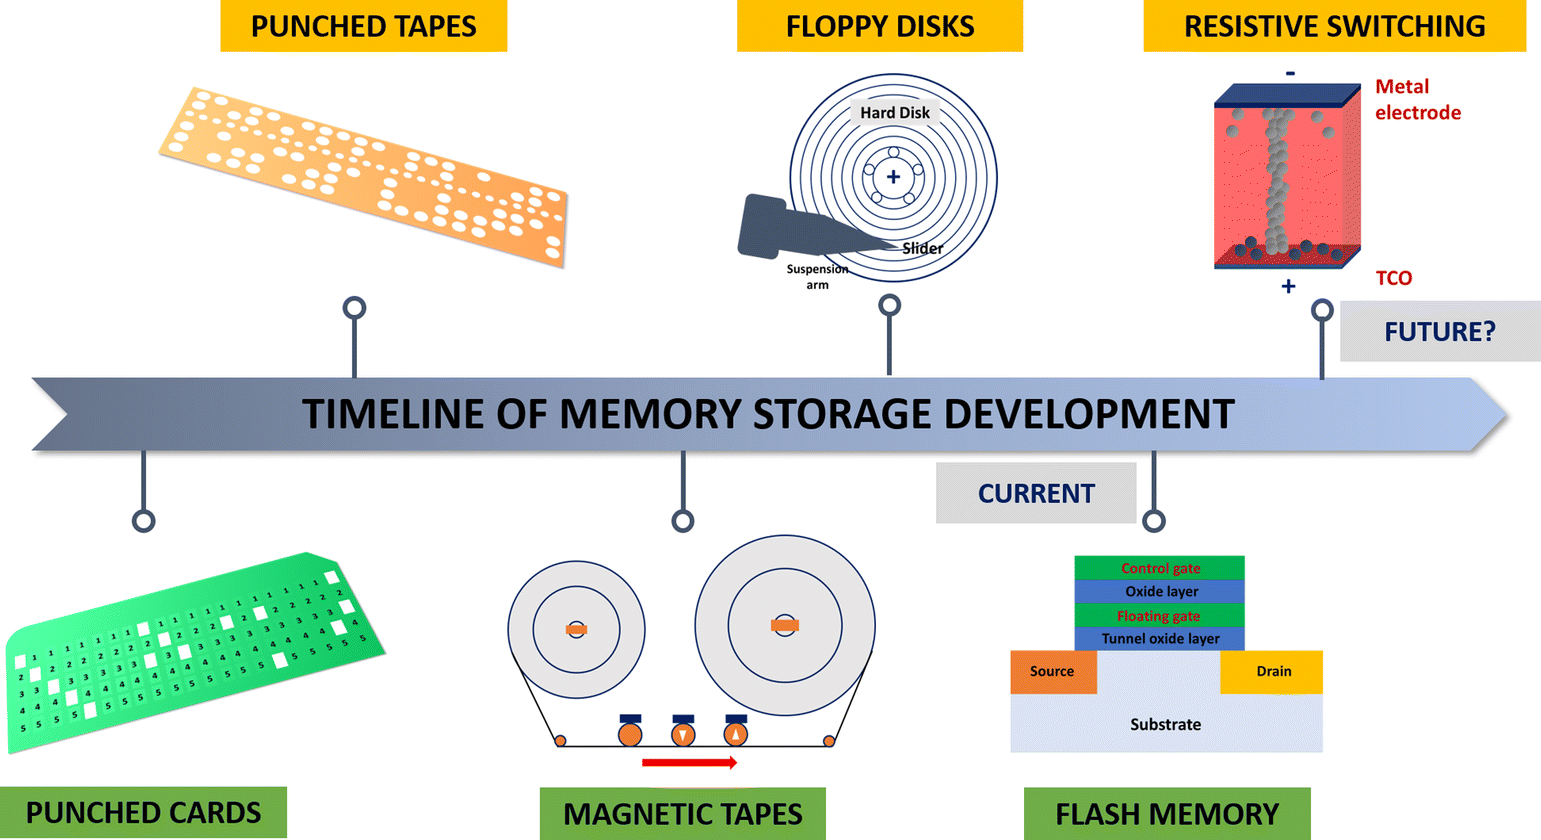 PUNCHED TAPES
FLOPPY DISKS
RESISTIVE SWITCHING
Hard Disk
+
Slider
Suspension
arm
-
Metal
electrode
TCO
+
FUTURE?
TIMELINE OF MEMORY STORAGE DEVELOPMENT
CURRENT
Control gate
Oxide layer
Floating gate
Tunnel oxide layer
Source
Drain
Substrate
PUNCHED CARDS
MAGNETIC TAPES
FLASH MEMORY